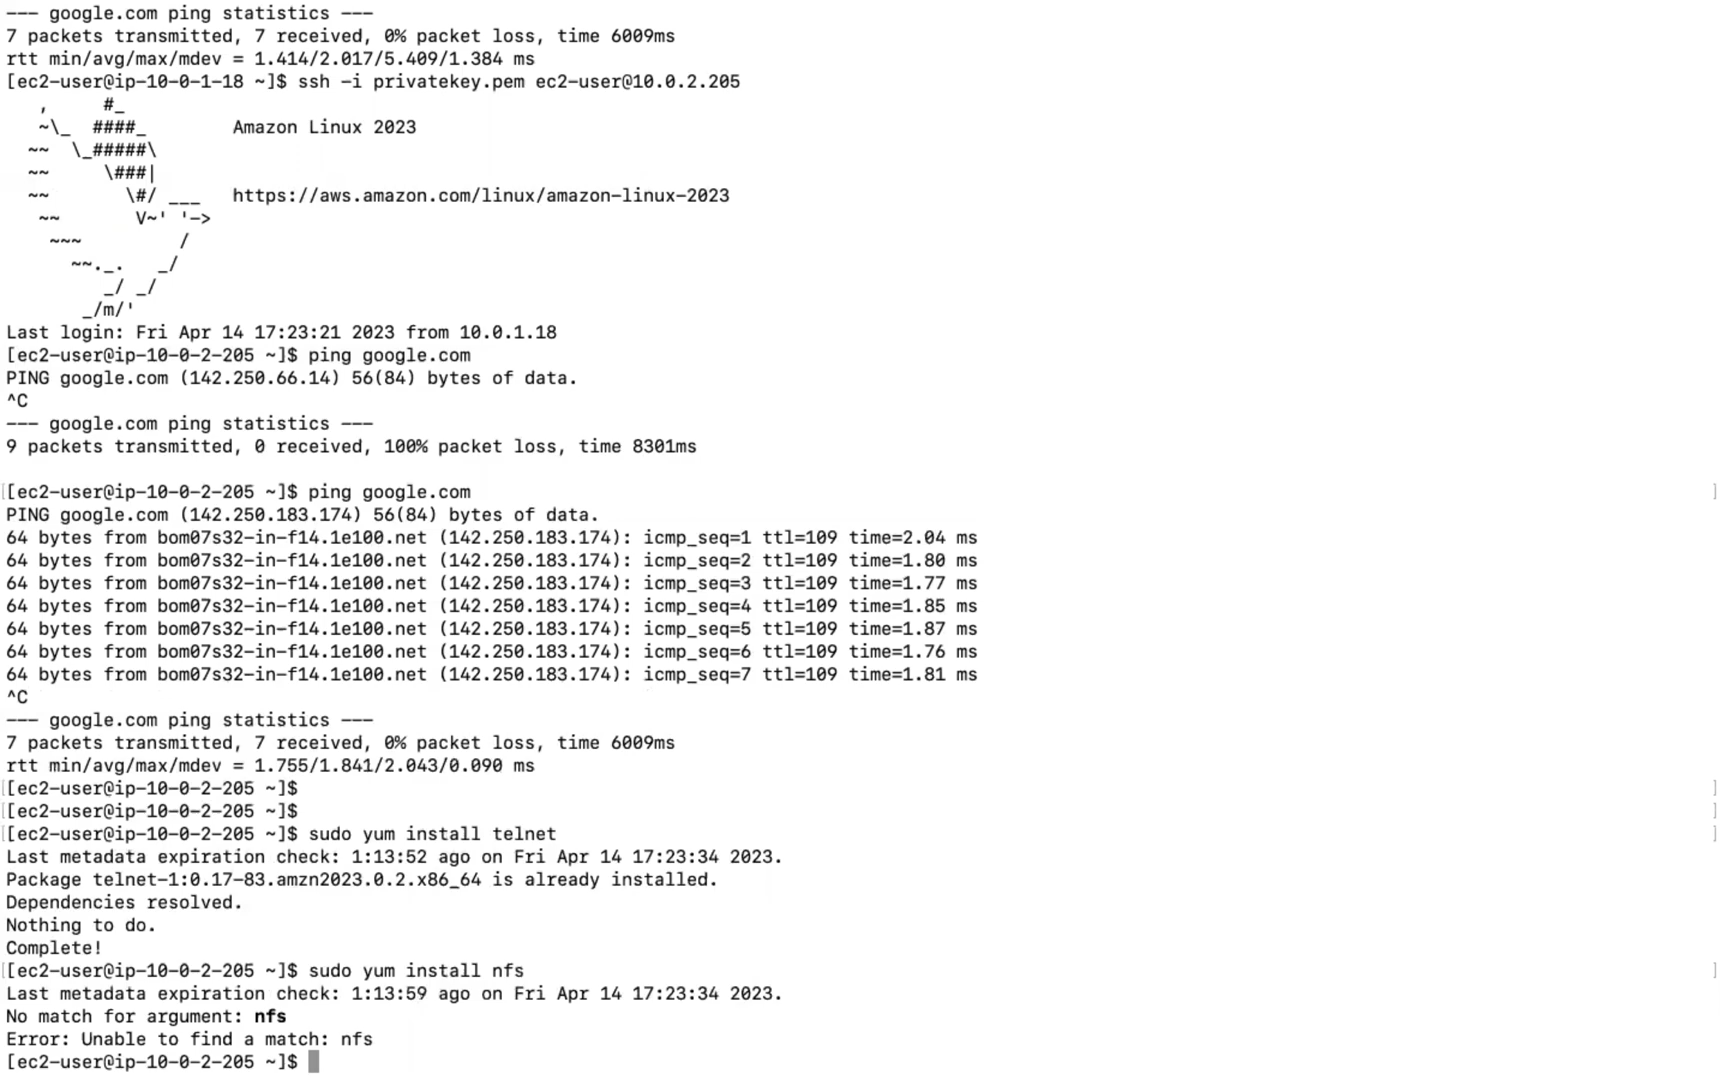 --- google.com ping statistics ---
7 packets transmitted, 7 received, 0% packet loss, time 6009ms
rtt min/avg/max/mdev = 1.414/2.017/5.409/1.384 ms
[ec2-user@ip-10-0-1-18 ~]$ ssh -i privatekey.pem ec2-user@10.0.2.205
   ,     #_
   ~\_  ####_        Amazon Linux 2023
  ~~  \_#####\
  ~~     \###|
  ~~       \#/ ___   https://aws.amazon.com/linux/amazon-linux-2023
   ~~       V~' '->
    ~~~         /
      ~~._.   _/
         _/ _/
       _/m/'
Last login: Fri Apr 14 17:23:21 2023 from 10.0.1.18
[ec2-user@ip-10-0-2-205 ~]$ ping google.com
PING google.com (142.250.66.14) 56(84) bytes of data.
^C
--- google.com ping statistics ---
9 packets transmitted, 0 received, 100% packet loss, time 8301ms

[[ec2-user@ip-10-0-2-205 ~]$ ping google.com ]
PING google.com (142.250.183.174) 56(84) bytes of data.
64 bytes from bom07s32-in-f14.1e100.net (142.250.183.174): icmp_seq=1 ttl=109 time=2.04 ms
64 bytes from bom07s32-in-f14.1e100.net (142.250.183.174): icmp_seq=2 ttl=109 time=1.80 ms
64 bytes from bom07s32-in-f14.1e100.net (142.250.183.174): icmp_seq=3 ttl=109 time=1.77 ms
64 bytes from bom07s32-in-f14.1e100.net (142.250.183.174): icmp_seq=4 ttl=109 time=1.85 ms
64 bytes from bom07s32-in-f14.1e100.net (142.250.183.174): icmp_seq=5 ttl=109 time=1.87 ms
64 bytes from bom07s32-in-f14.1e100.net (142.250.183.174): icmp_seq=6 ttl=109 time=1.76 ms
64 bytes from bom07s32-in-f14.1e100.net (142.250.183.174): icmp_seq=7 ttl=109 time=1.81 ms
^C
--- google.com ping statistics ---
7 packets transmitted, 7 received, 0% packet loss, time 6009ms
rtt min/avg/max/mdev = 1.755/1.841/2.043/0.090 ms
[[ec2-user@ip-10-0-2-205 ~]$ ]
[[ec2-user@ip-10-0-2-205 ~]$ ]
[[ec2-user@ip-10-0-2-205 ~]$ sudo yum install telnet ]
Last metadata expiration check: 1:13:52 ago on Fri Apr 14 17:23:34 2023.
Package telnet-1:0.17-83.amzn2023.0.2.x86_64 is already installed.
Dependencies resolved.
Nothing to do.
Complete!
[[ec2-user@ip-10-0-2-205 ~]$ sudo yum install nfs ]
Last metadata expiration check: 1:13:59 ago on Fri Apr 14 17:23:34 2023.
No match for argument: nfs
Error: Unable to find a match: nfs
[ec2-user@ip-10-0-2-205 ~]$